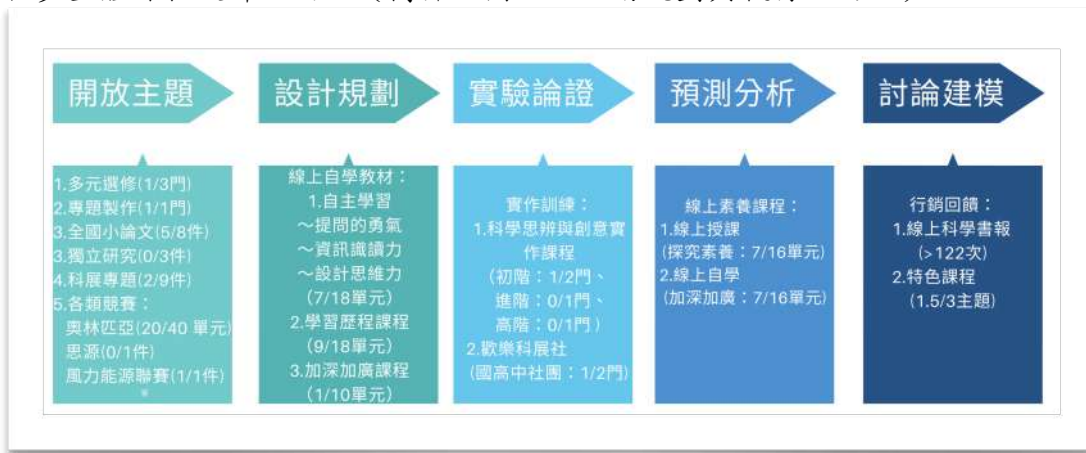 開放主題
1.多元選修(1/3門)
2.專題製作(1/1門)
3.全國小論文(5/8件)
4.獨立研究(0/3件)
4.科展專題(2/9件)
5.各類競賽：
奧林匹亞(20/40 單元)
思源(0/1件)
風力能源聯賽(1/1件)
設計規劃
線上自學教材：
1.自主學習
～提問的勇氣
～資訊識讀力
～設計思維力
(7/18單元)
2.學習歷程課程
(9/18單元)
3.加深加廣課程
(1/10單元)
實驗論證
實作訓練：
1.科學思辨與創意實
作課程
(初階：1/2門、
進階：0/1門、
高階：0/1門 )
2.歡樂科展社
(國高中社團：1/2門)
預測分析
線上素養課程：
1.線上授課
(探究素養：7/16單元)
2.線上自學
(加深加廣：7/16單元)
討論建模
行銷回饋：
1.線上科學書報
(>122次)
2.特色課程
(1.5/3主題)